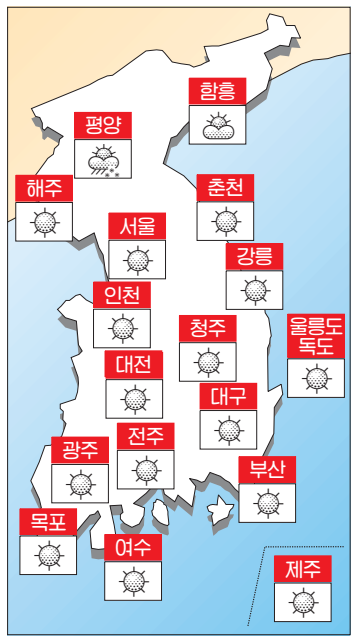 함흥
평양
해주
춘천
서울
강릉
인천
청주
울릉도
독도
대전
대구
전주
광주
부산
목포
여수
제주